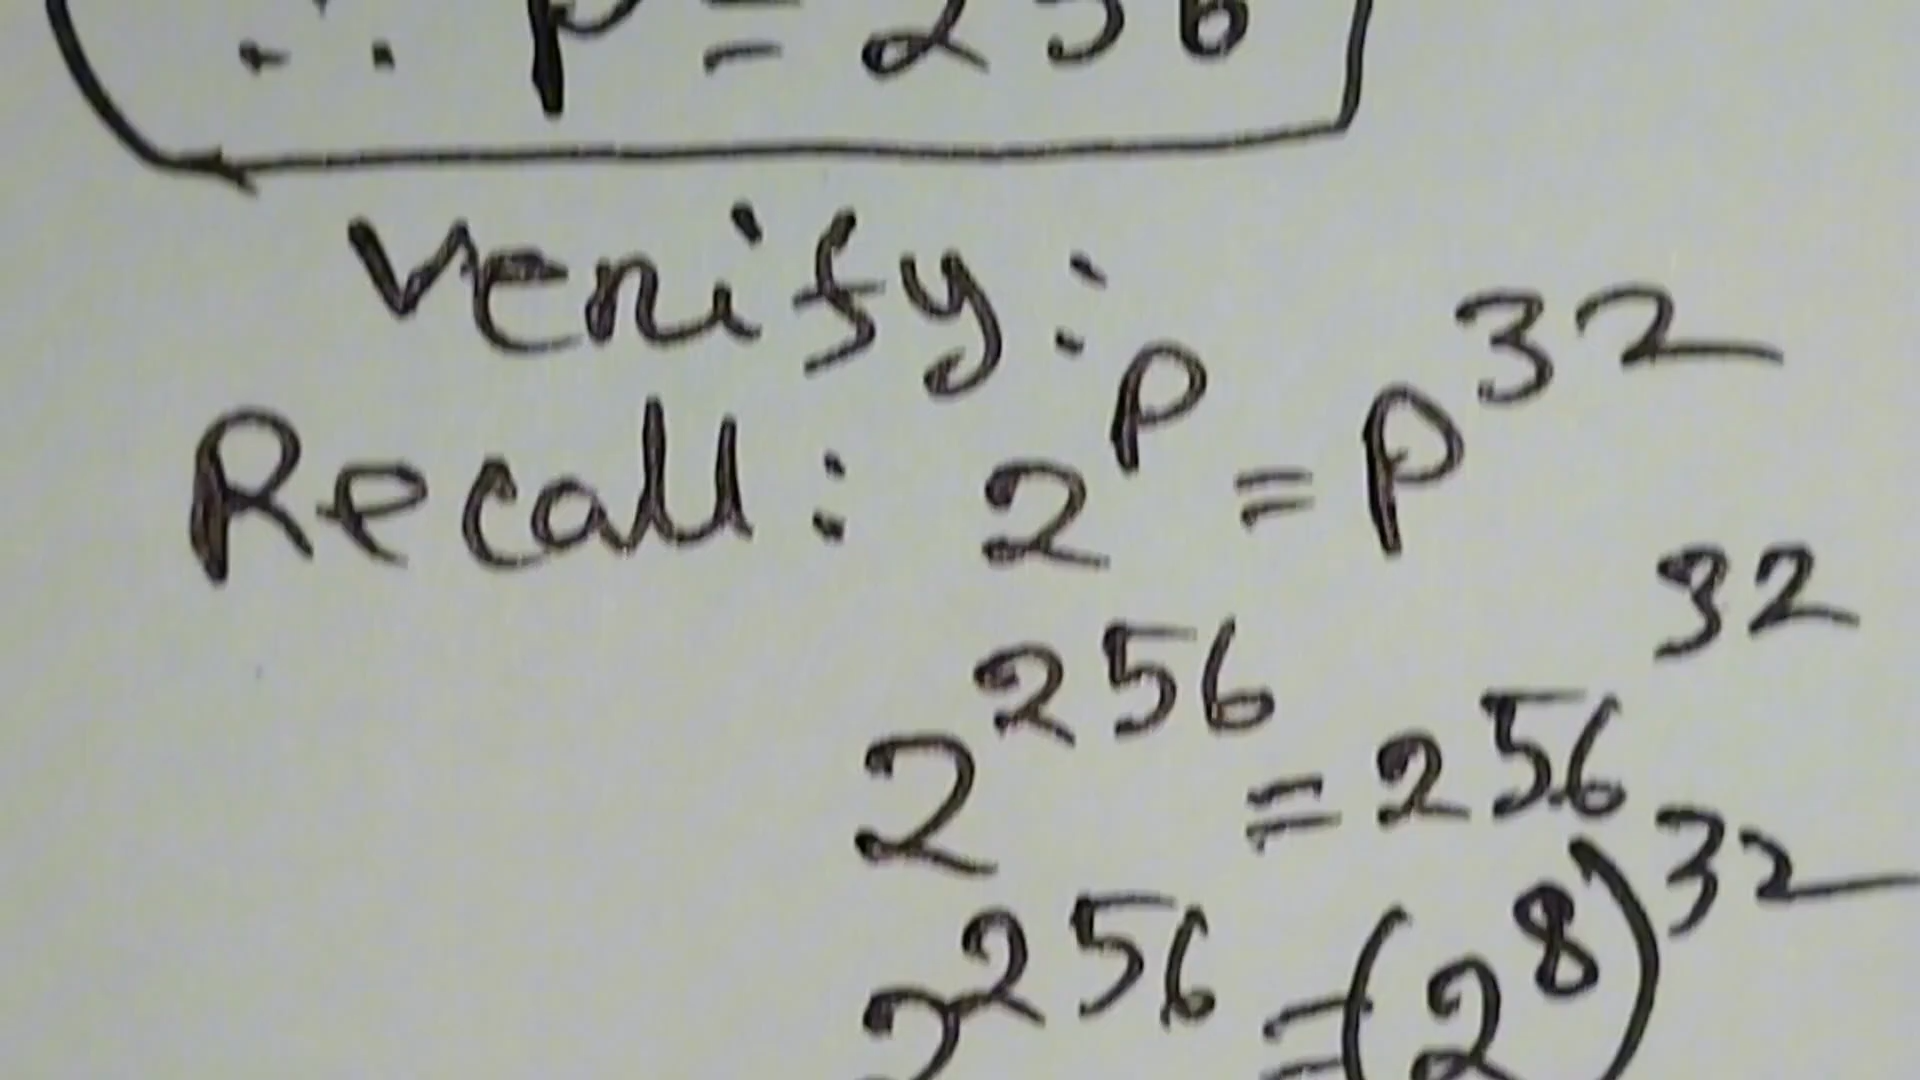 ∴ P = 256
Verify:
Recall: 2^P = P^32
2^256 = 256^32
2^256 = (2^8)^32